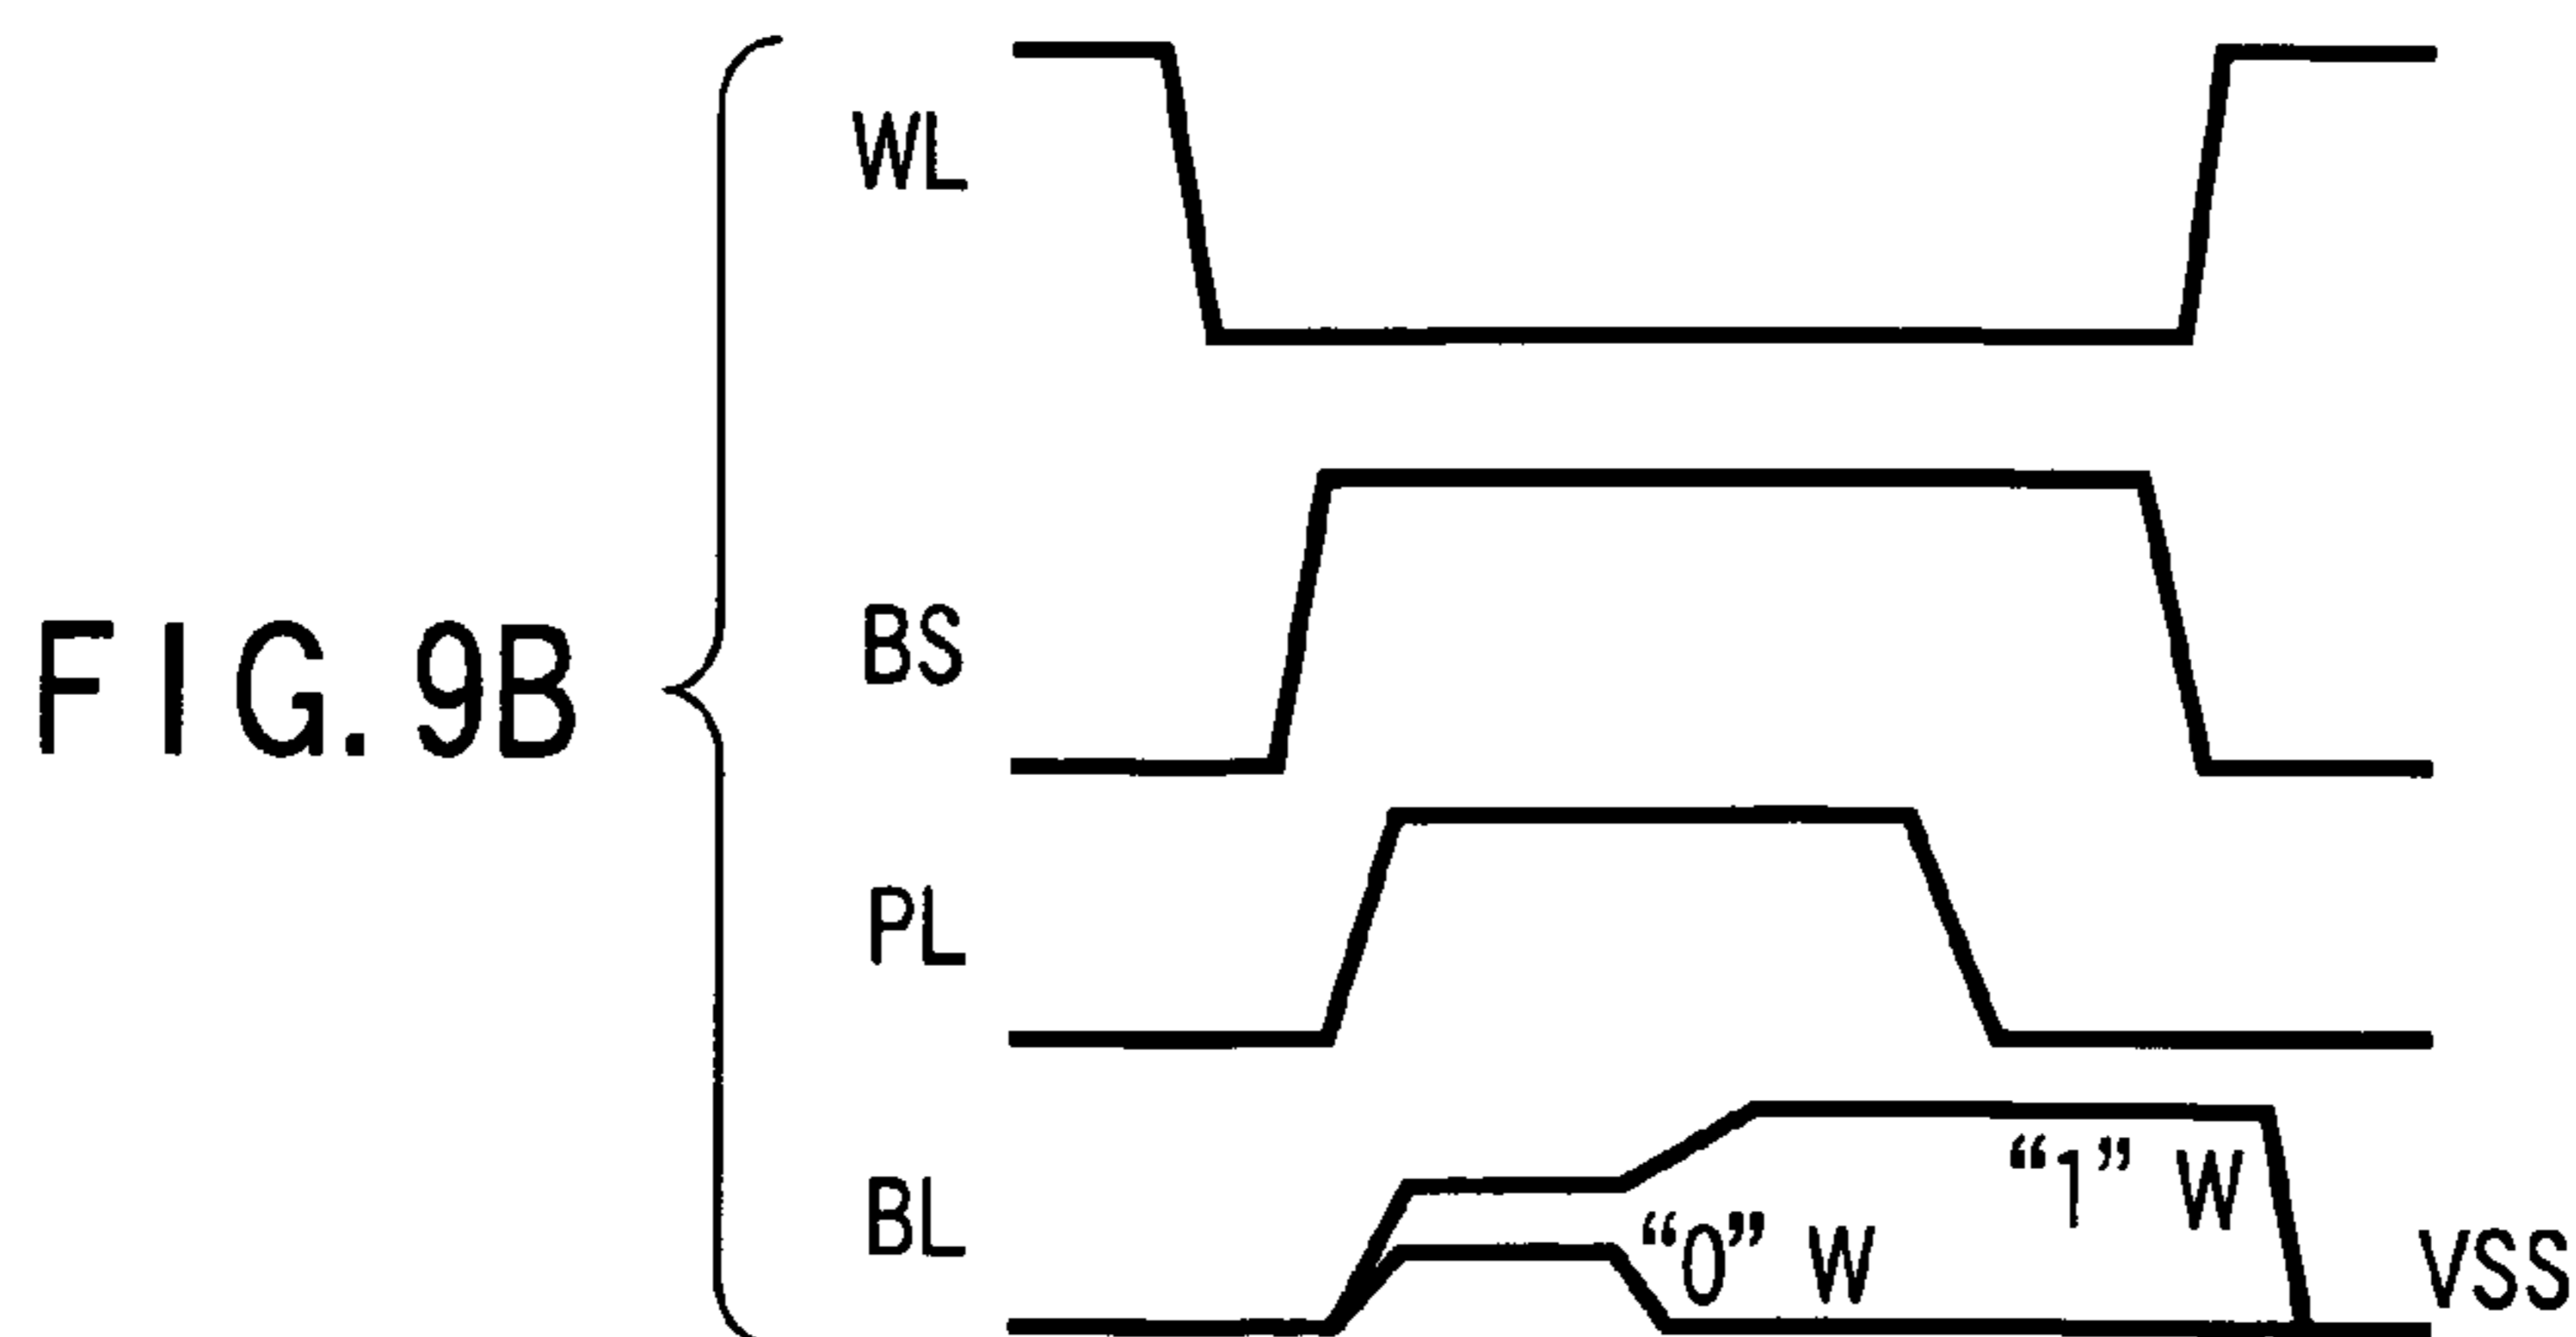 FIG. 9B
WL
BS
PL
BL
“1” W
“0” W
VSS